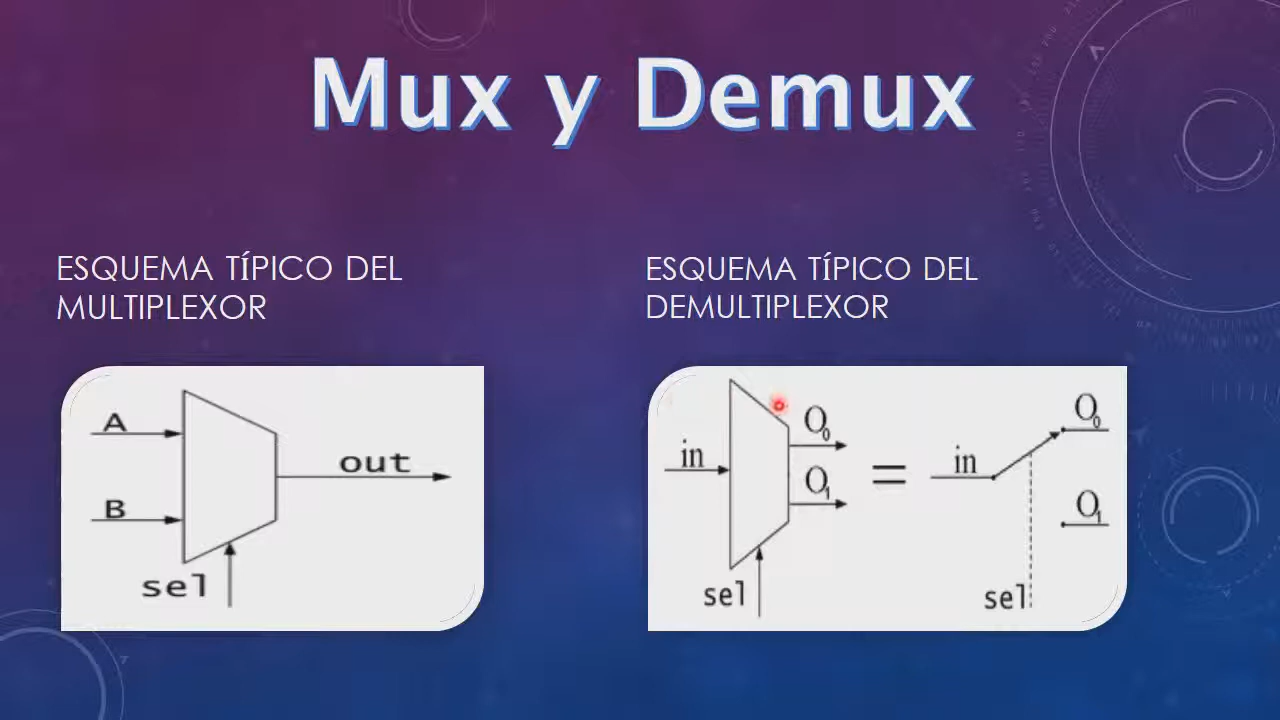 Mux y Demux
ESQUEMA TÍPICO DEL
MULTIPLEXOR
ESQUEMA TÍPICO DEL
DEMULTIPLEXOR
A
B
out
sel
in
O0
O1
sel
=
in
O0
O1
sel